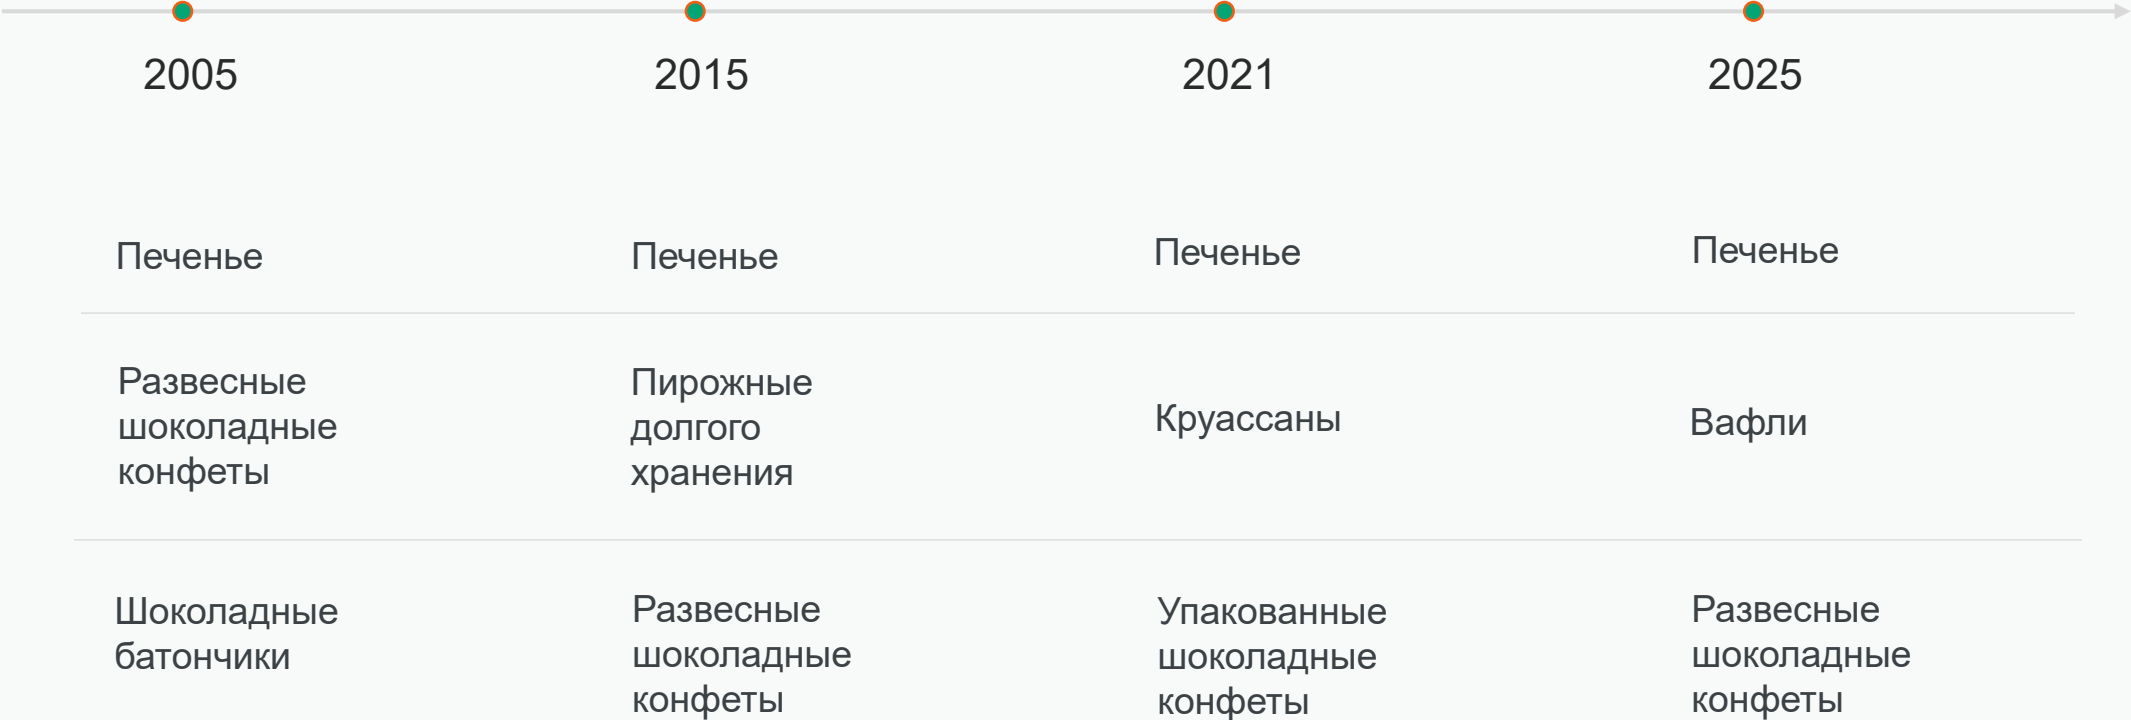 2005
2015
2021
2025
Печенье
Печенье
Печенье
Печенье
Развесные
шоколадные
конфеты
Пирожные
долгого
хранения
Круассаны
Вафли
Шоколадные
батончики
Развесные
шоколадные
конфеты
Упакованные
шоколадные
конфеты
Развесные
шоколадные
конфеты